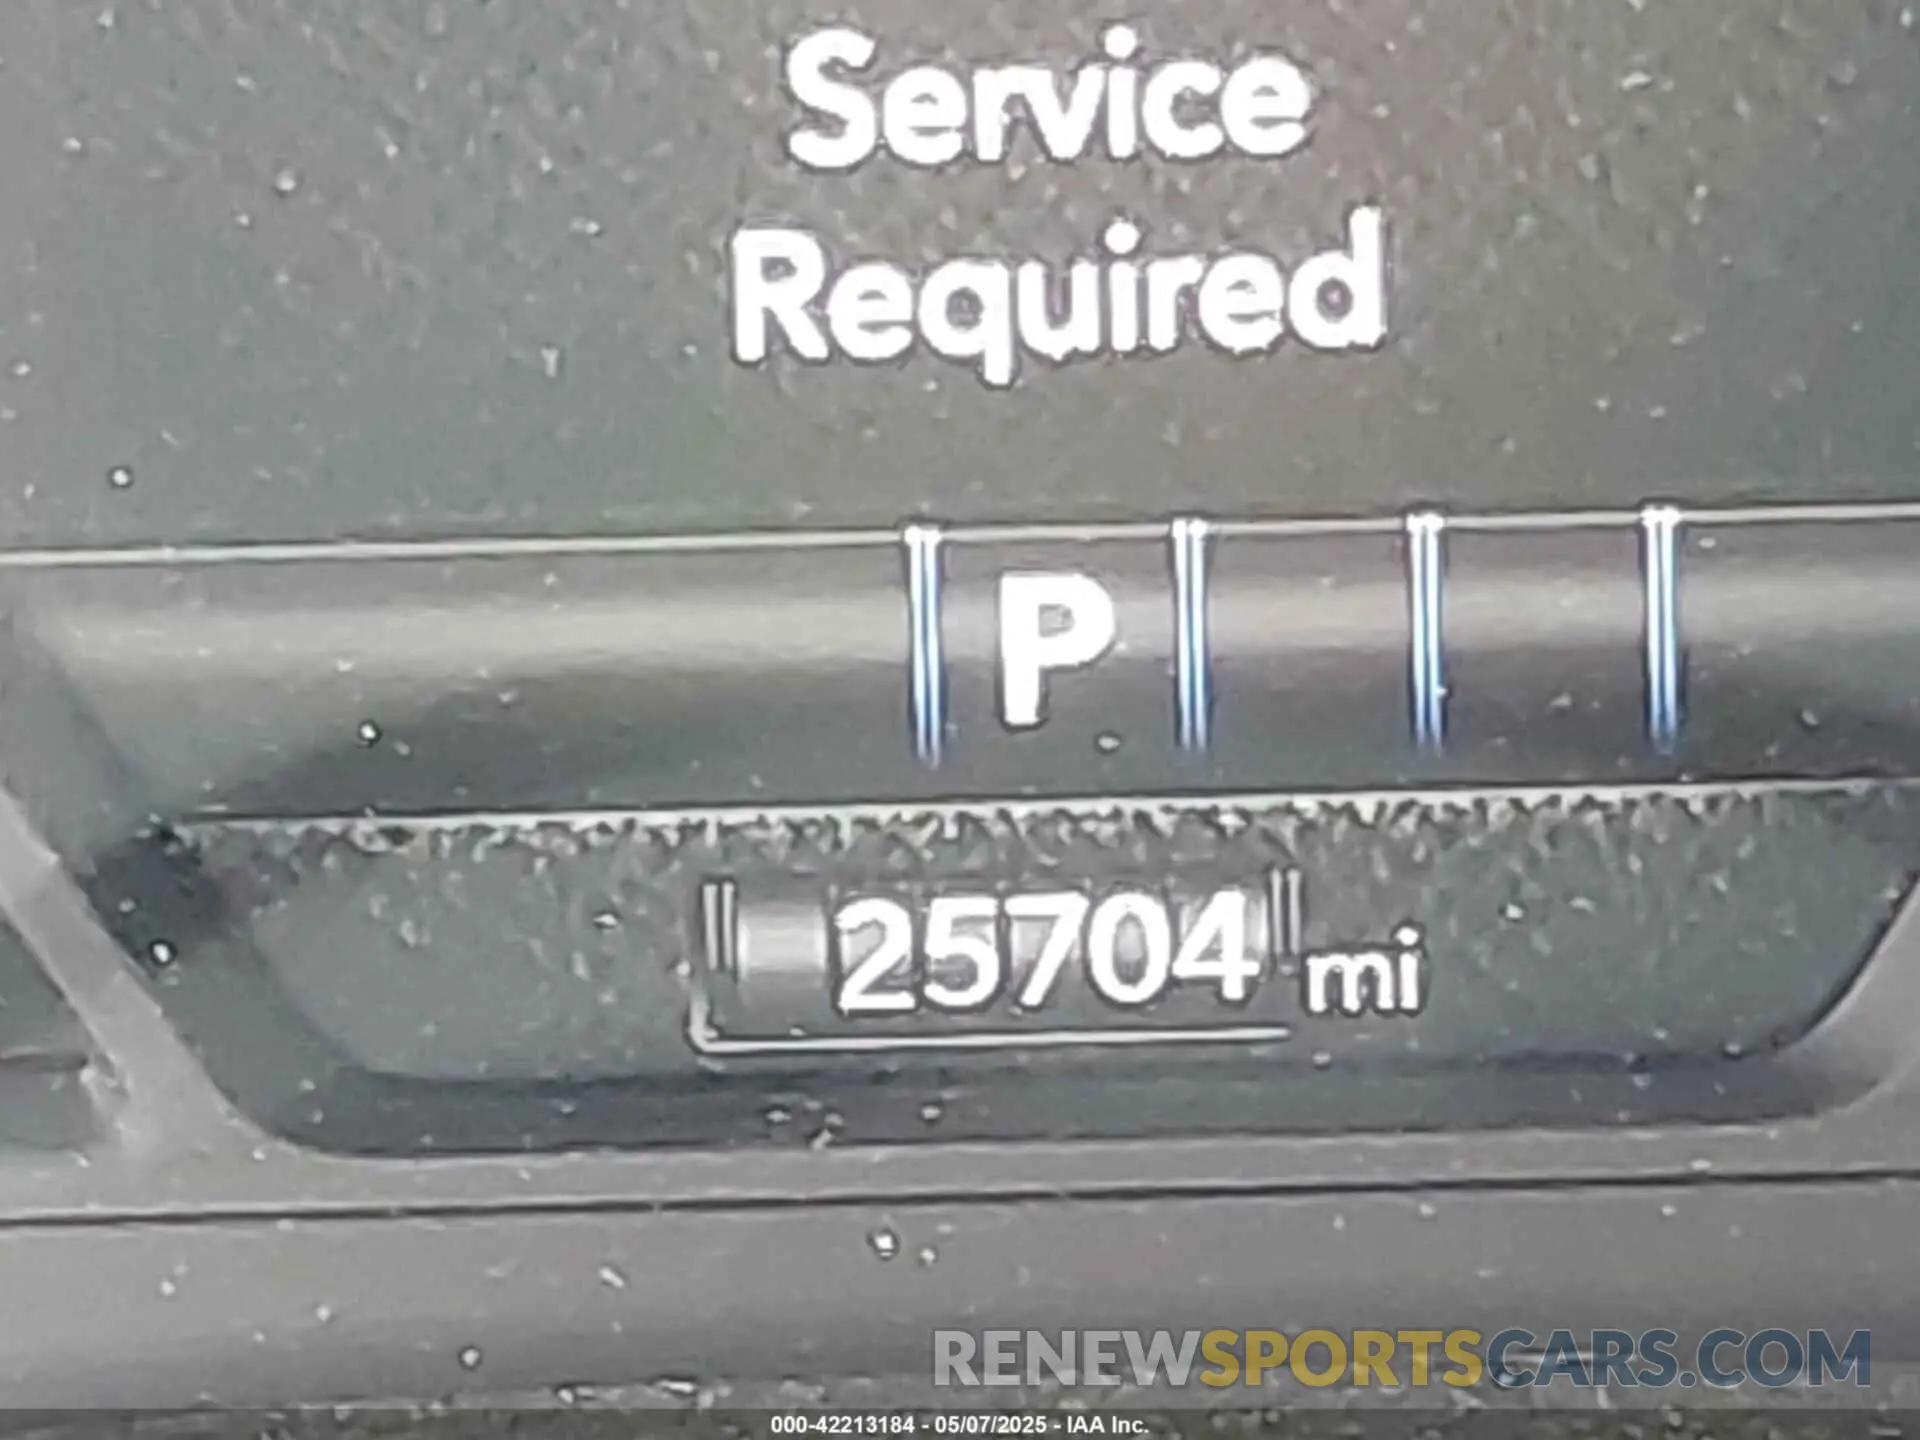 Service
Required
P
25704 mi
RENEWSPORTSCARS.COM
000-42213184 - 05/07/2025 - IAA Inc.